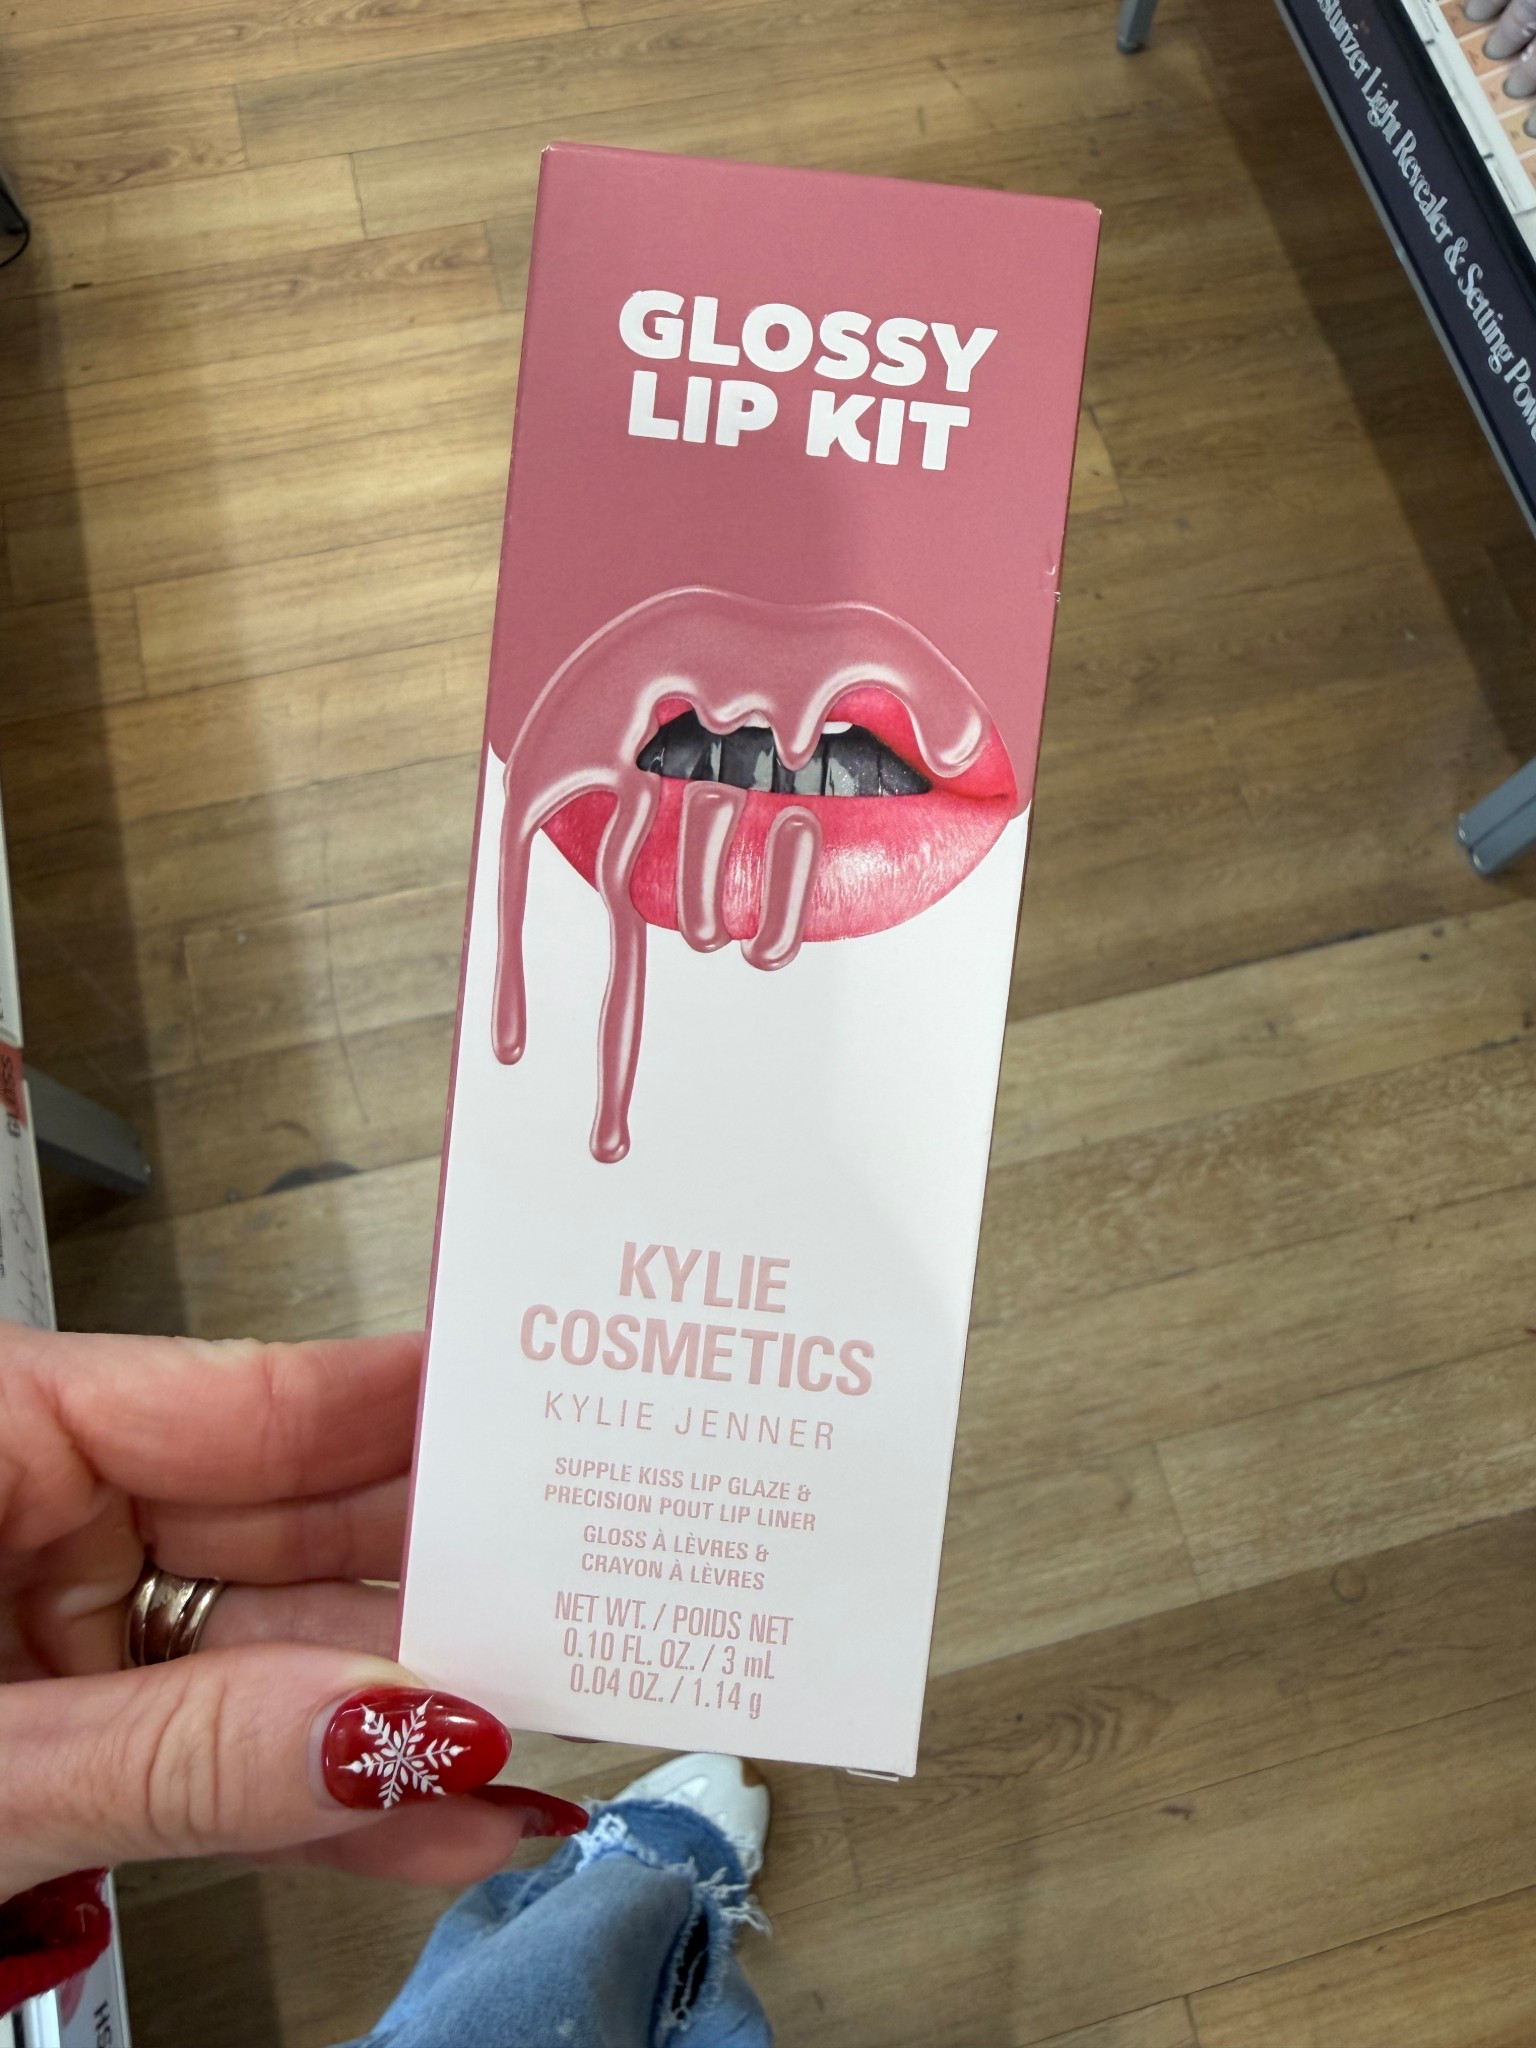 GLOSSY
LIP KIT
KYLIE
COSMETICS
KYLIE JENNER
SUPPLE KISS LIP GLAZE &
PRECISION POUT LIP LINER
GLOSS À LÈVRES &
CRAYON À LÈVRES
NET WT. / POIDS NET
0.10 FL. OZ. / 3 mL
0.04 OZ. / 1.14 g
Light Revealer & Setting